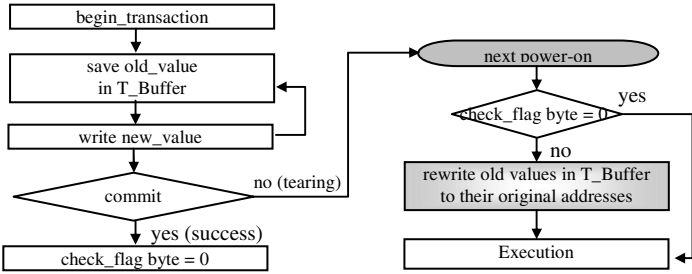 begin_transaction
save old_value
in T_Buffer
write new_value
commit
no (tearing)
yes (success)
check_flag byte = 0
next power-on
check_flag byte = 0
yes
no
rewrite old values in T_Buffer
to their original addresses
Execution